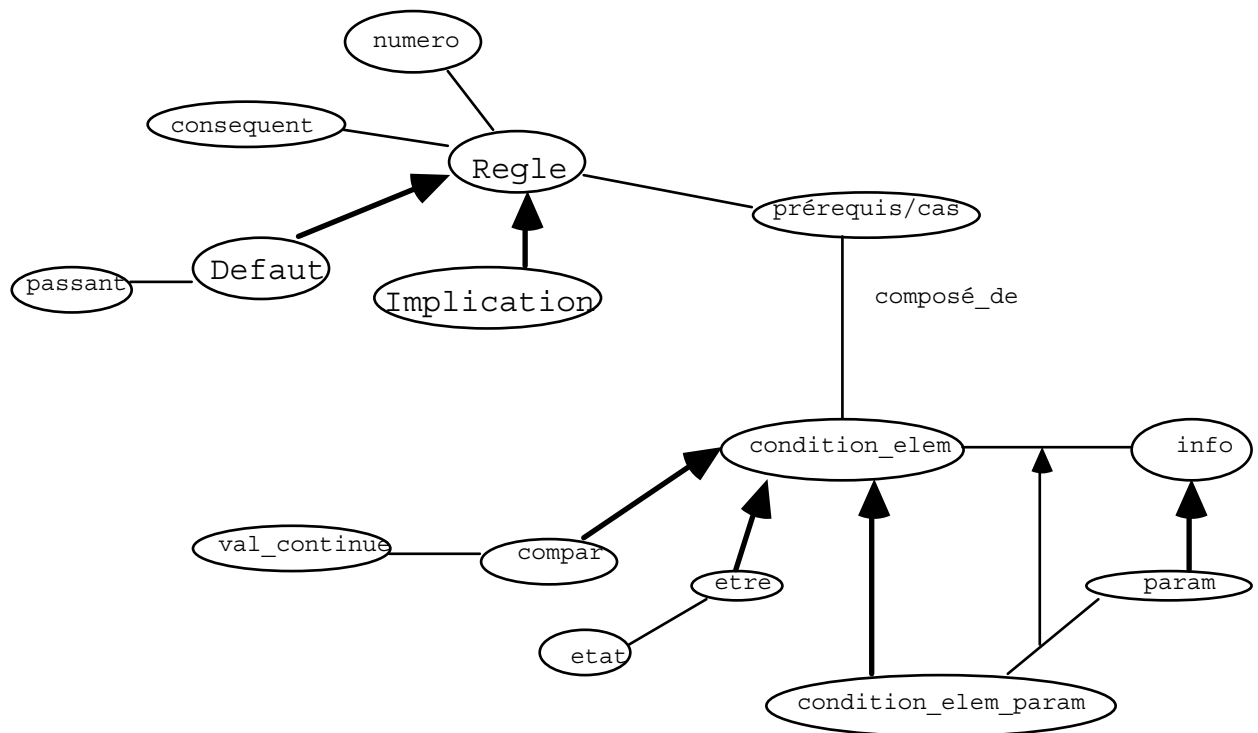 numero
consequent
Regle
prérequis/cas
Defaut
passant
Implication
composé_de
condition_elem
info
val_continue
compar
etre
param
etat
condition_elem_param